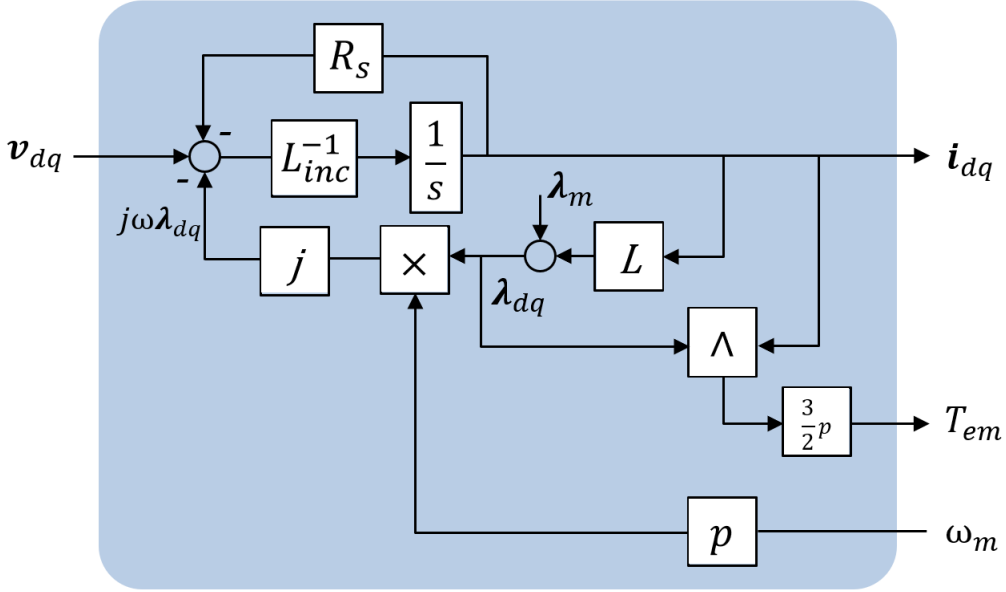 R_s
-
v_dq
L_inc^-1
1/s
i_dq
-
λ_m
jωλ_dq
j
×
L
λ_dq
∧
3/2 p
T_em
p
ω_m